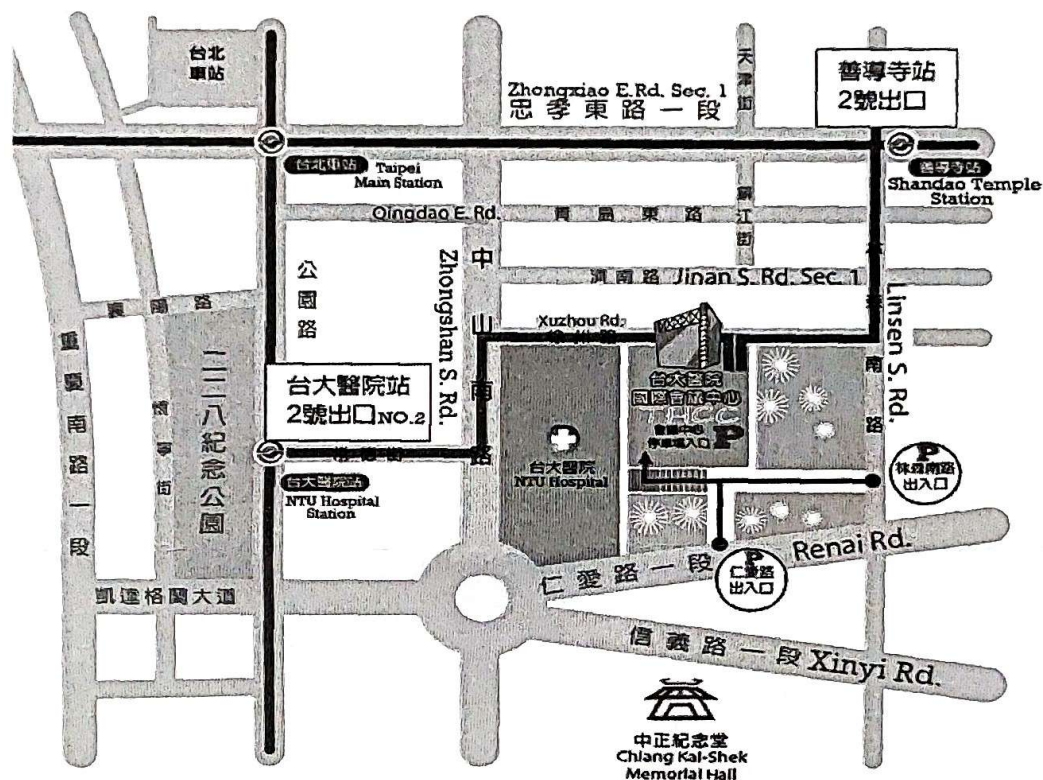 台北
車站
Zhongxiao E.Rd. Sec. 1
忠孝東路一段
天津街
善導寺站
2號出口
台北車站
Taipei
Main Station
善導寺站
Shandao Temple
Station
Qingdao E. Rd.
青島東路
鎮江街
公園路
Zhongshan S. Rd.
中山南路
濟南路 Jinan S. Rd. Sec. 1
林森南路
Linsen S. Rd.
襄陽路
重慶南路一段
懷寧街
二二八紀念公園
Xuzhou Rd.
徐州路
台大醫院站
2號出口NO.2
常德街
台大醫院站
NTU Hospital
Station
台大醫院
NTU Hospital
台大醫院
國際會議中心
THCC
會議中心
停車場入口 P
P
林森南路
出入口
P
仁愛路
出入口
仁愛路一段 Renai Rd.
凱達格蘭大道
信義路一段 Xinyi Rd.
中正紀念堂
Chiang Kai-Shek
Memorial Hall